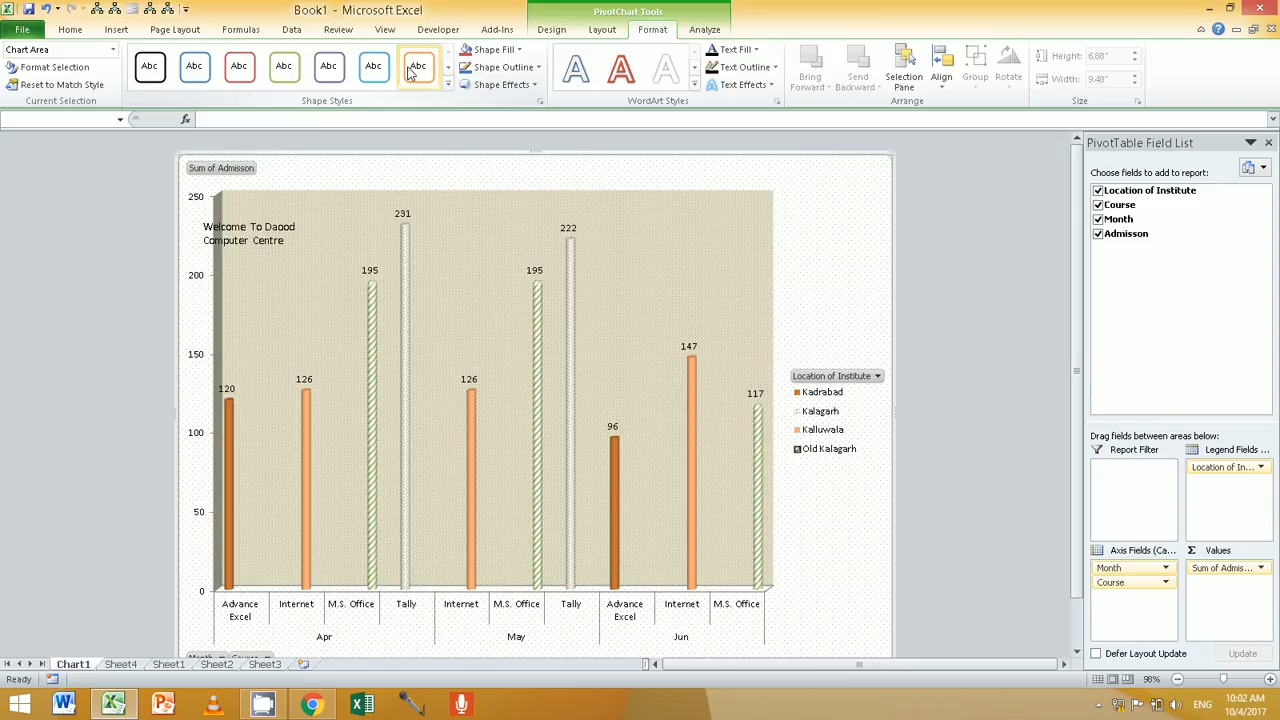 Book1 - Microsoft Excel
PivotChart Tools
File
Home
Insert
Page Layout
Formulas
Data
Review
View
Developer
Add-Ins
Design
Layout
Format
Analyze
Chart Area
Format Selection
Reset to Match Style
Current Selection
Abc
Abc
Abc
Abc
Abc
Abc
Abc
Shape Fill
Shape Outline
Shape Effects
Shape Styles
A
A
A
Text Fill
Text Outline
Text Effects
WordArt Styles
Bring Forward
Send Backward
Selection Pane
Align
Group
Rotate
Arrange
Height: 6.88"
Width: 9.48"
Size
fx
Sum of Admisson
Welcome To Daood
Computer Centre
250
200
150
100
50
0
120
126
195
231
126
195
222
96
147
117
Advance Excel
Internet
M.S. Office
Tally
Internet
M.S. Office
Tally
Advance Excel
Internet
M.S. Office
Apr
May
Jun
Location of Institute
Kadrabad
Kalagarh
Kalluwala
Old Kalagarh
PivotTable Field List
Choose fields to add to report:
Location of Institute
Course
Month
Admisson
Drag fields between areas below:
Report Filter
Legend Fields ...
Location of In...
Axis Fields (Ca...
Σ Values
Month
Course
Sum of Admis...
Defer Layout Update
Update
Chart1
Sheet4
Sheet1
Sheet2
Sheet3
Ready
98%
ENG
10:02 AM
10/4/2017